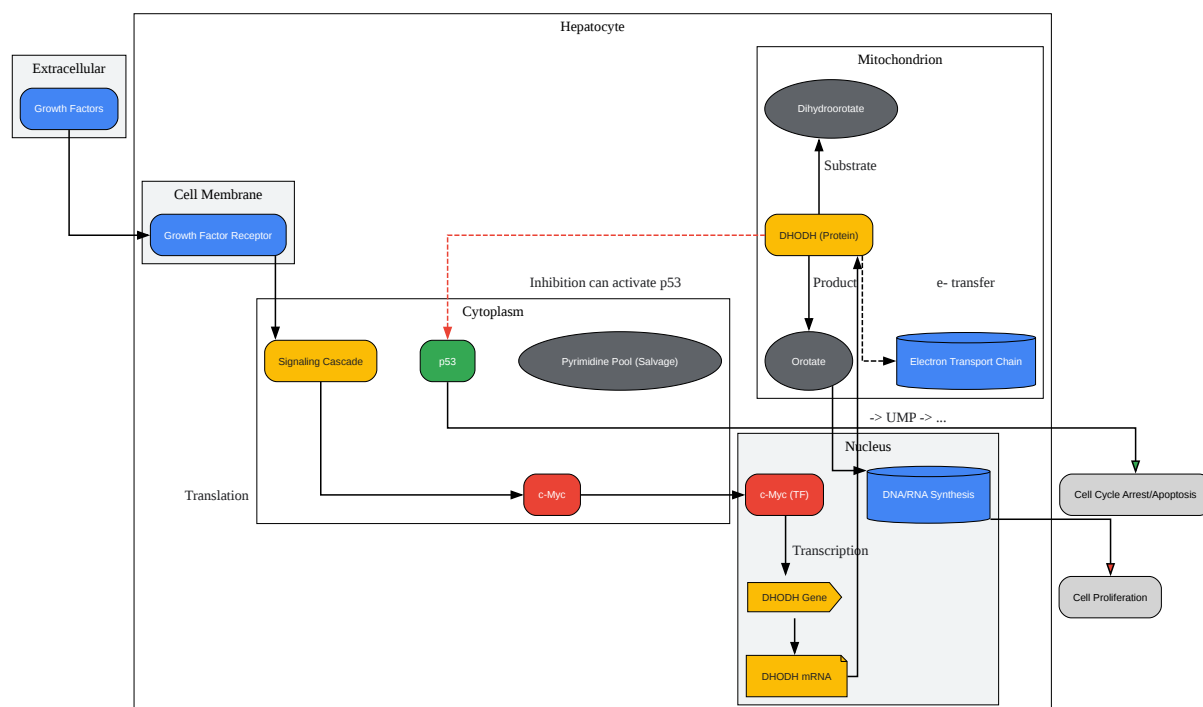 Hepatocyte
Extracellular
Growth Factors
Mitochondrion
Dihydroorotate
Substrate
Cell Membrane
Growth Factor Receptor
DHODH (Protein)
Inhibition can activate p53
Product
e- transfer
Cytoplasm
Signaling Cascade
p53
Pyrimidine Pool (Salvage)
Orotate
Electron Transport Chain
-> UMP -> ...
Nucleus
Translation
c-Myc
c-Myc (TF)
DNA/RNA Synthesis
Cell Cycle Arrest/Apoptosis
Transcription
DHODH Gene
Cell Proliferation
DHODH mRNA